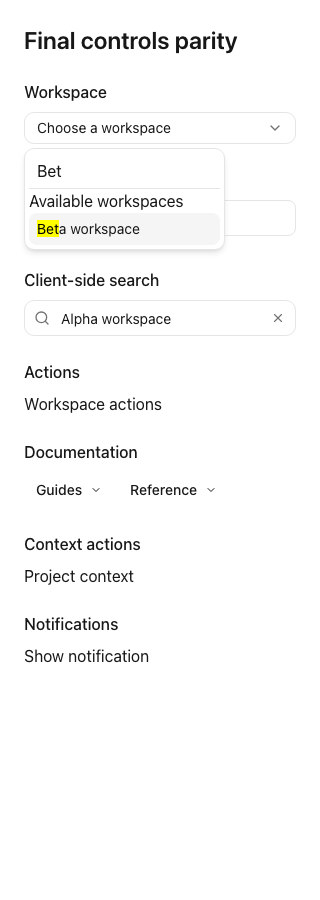 Final controls parity
Workspace
Choose a workspace
Bet
Available workspaces
Beta workspace
Client-side search
Alpha workspace
Actions
Workspace actions
Documentation
Guides Reference
Context actions
Project context
Notifications
Show notification